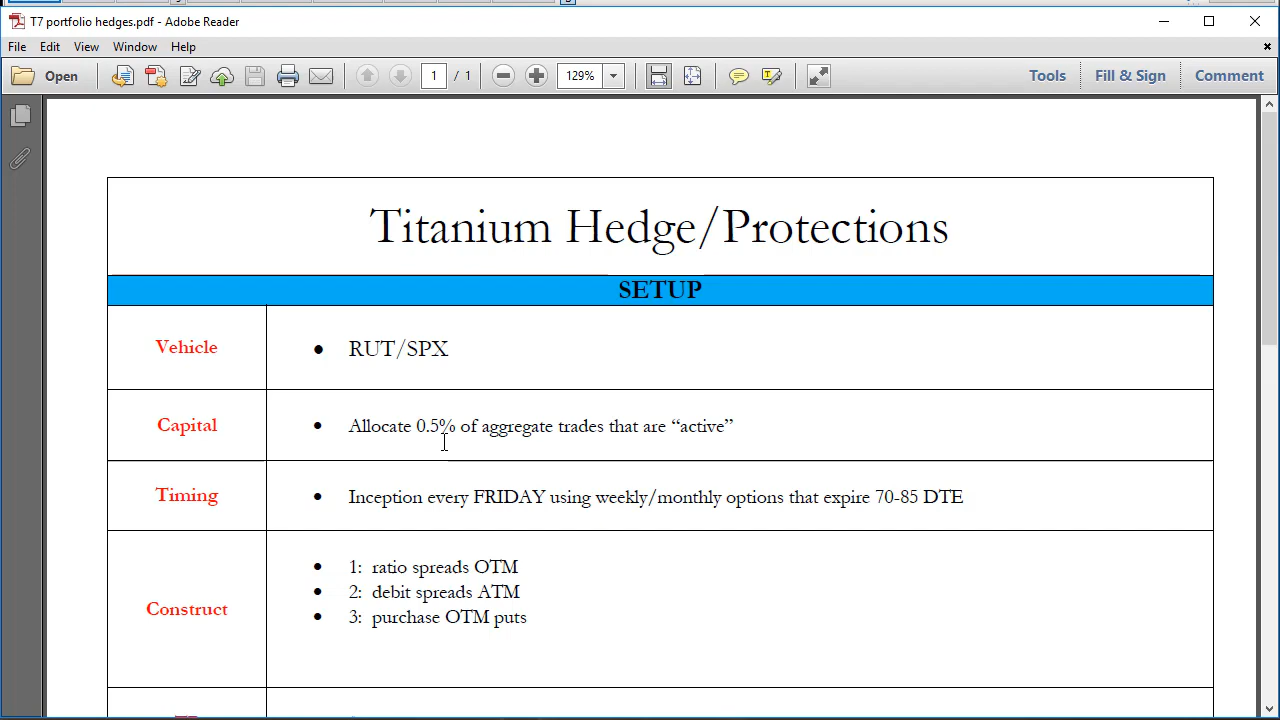 T7 portfolio hedges.pdf - Adobe Reader
File Edit View Window Help
Open 1 / 1 129% Tools Fill & Sign Comment
Titanium Hedge/Protections
SETUP
Vehicle • RUT/SPX
Capital • Allocate 0.5% of aggregate trades that are “active”
Timing • Inception every FRIDAY using weekly/monthly options that expire 70-85 DTE
Construct
• 1: ratio spreads OTM
• 2: debit spreads ATM
• 3: purchase OTM puts